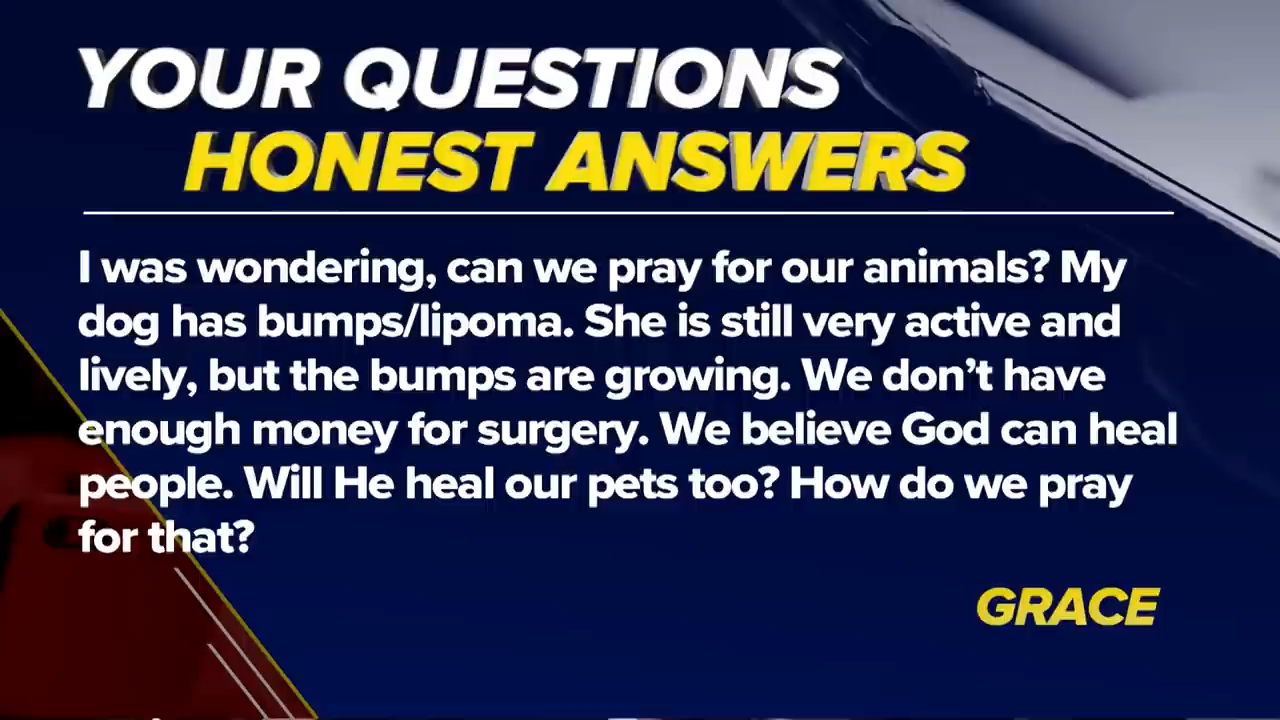 YOUR QUESTIONS
HONEST ANSWERS
I was wondering, can we pray for our animals? My
dog has bumps/lipoma. She is still very active and
lively, but the bumps are growing. We don’t have
enough money for surgery. We believe God can heal
people. Will He heal our pets too? How do we pray
for that?
GRACE